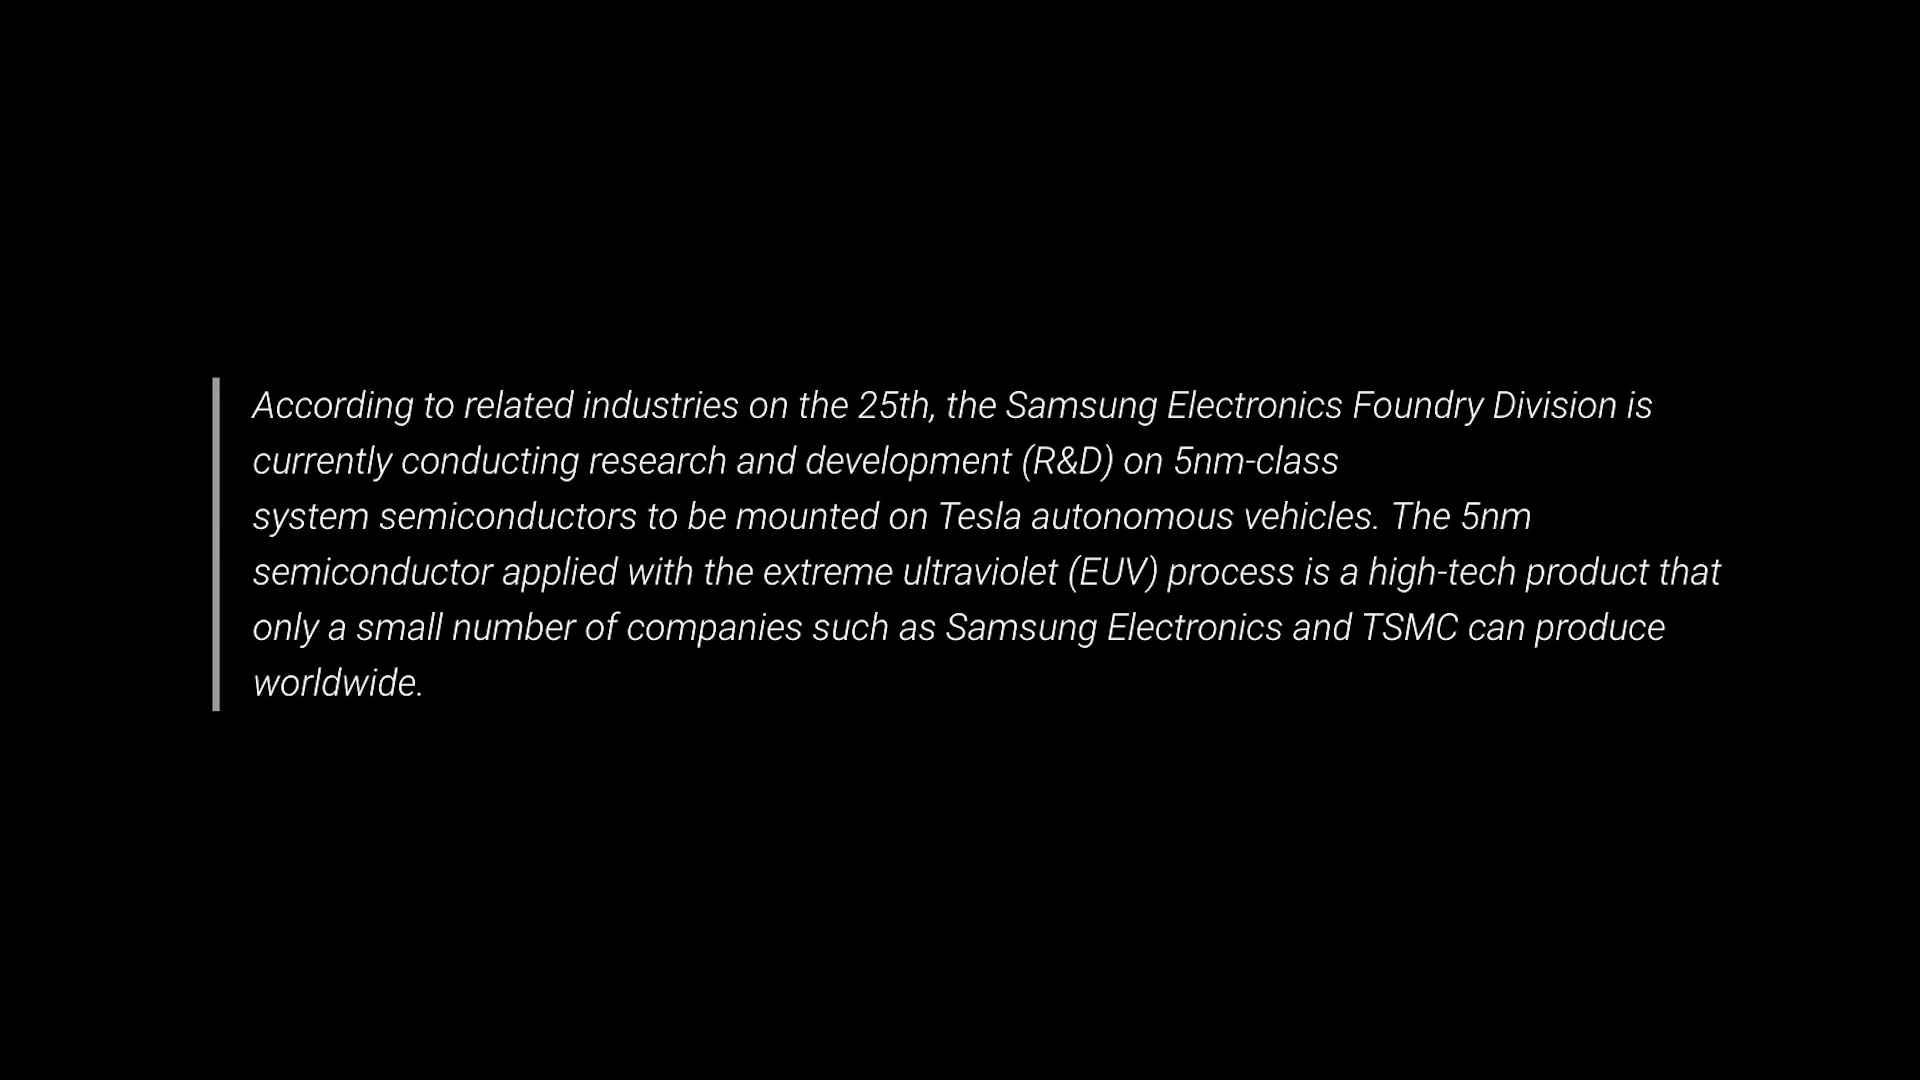 According to related industries on the 25th, the Samsung Electronics Foundry Division is
currently conducting research and development (R&D) on 5nm-class
system semiconductors to be mounted on Tesla autonomous vehicles. The 5nm
semiconductor applied with the extreme ultraviolet (EUV) process is a high-tech product that
only a small number of companies such as Samsung Electronics and TSMC can produce
worldwide.